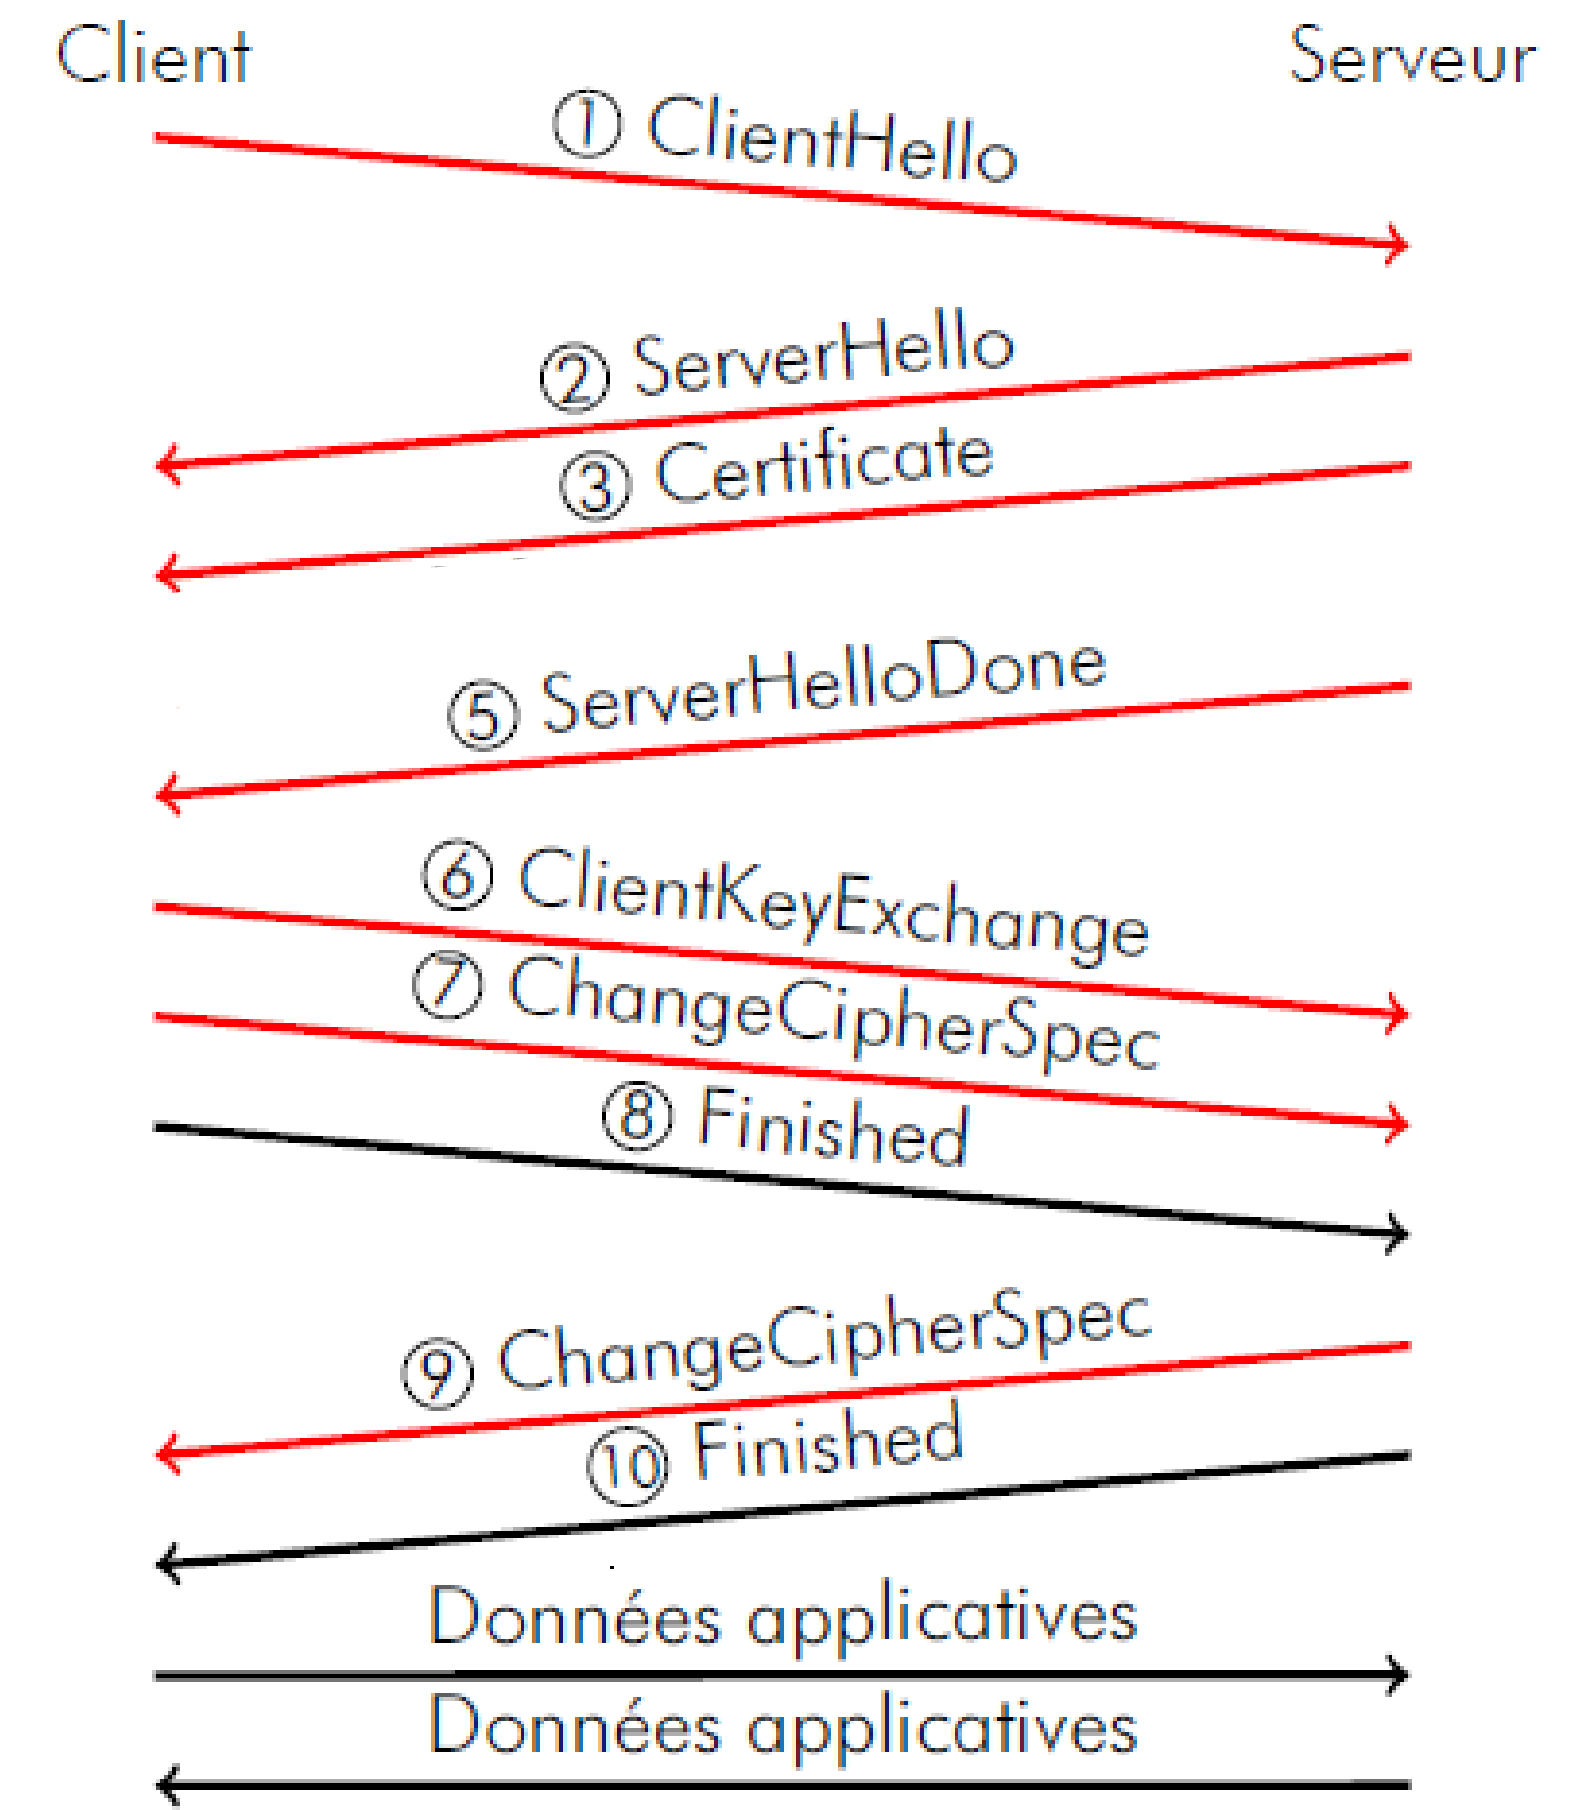 Client Serveur
① ClientHello
② ServerHello
③ Certificate
⑤ ServerHelloDone
⑥ ClientKeyExchange
⑦ ChangeCipherSpec
⑧ Finished
⑨ ChangeCipherSpec
⑩ Finished
Données applicatives
Données applicatives